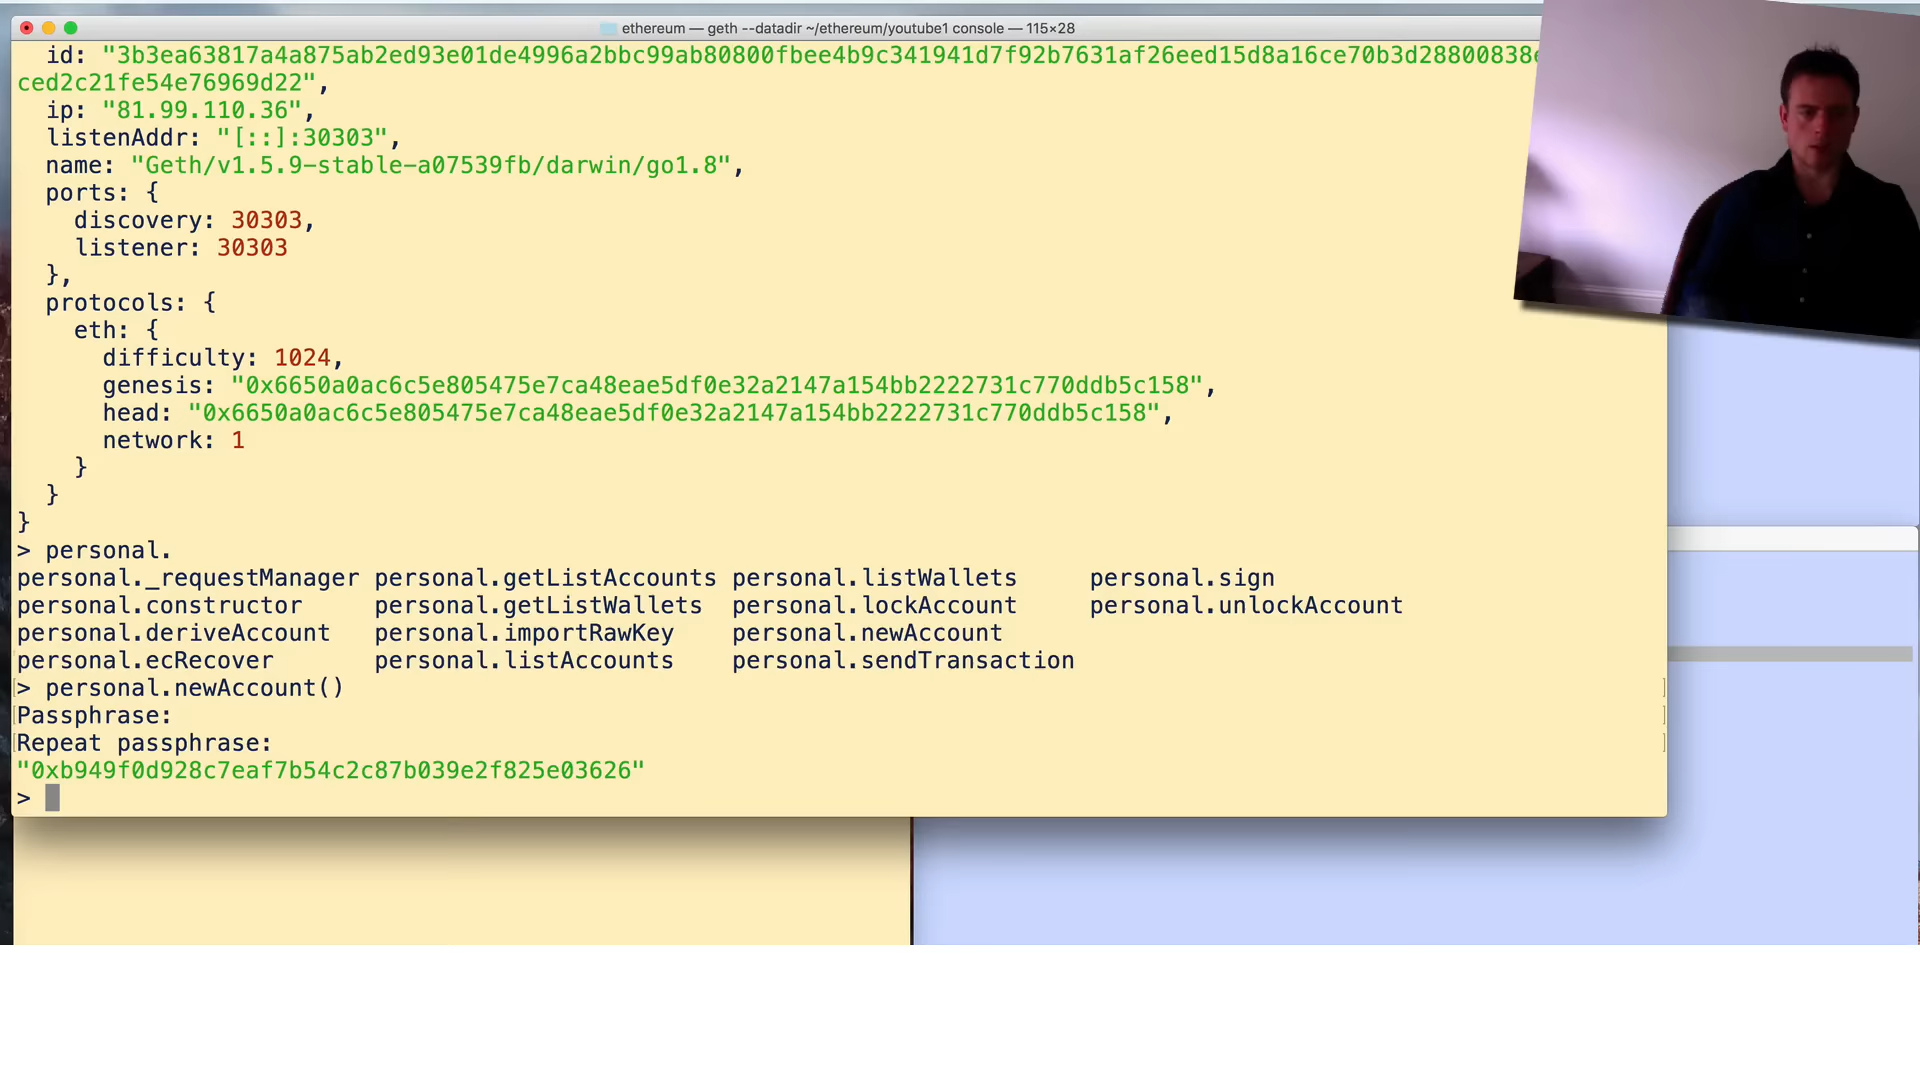 ethereum — geth --datadir ~/ethereum/youtube1 console — 115×28
id: "3b3ea63817a4a875ab2ed93e01de4996a2bbc99ab80800fbee4b9c341941d7f92b7631af26eed15d8a16ce70b3d28800838e
ced2c21fe54e76969d22",
ip: "81.99.110.36",
listenAddr: "[::]:30303",
name: "Geth/v1.5.9-stable-a07539fb/darwin/go1.8",
ports: {
discovery: 30303,
listener: 30303
},
protocols: {
eth: {
difficulty: 1024,
genesis: "0x6650a0ac6c5e805475e7ca48eae5df0e32a2147a154bb2222731c770ddb5c158",
head: "0x6650a0ac6c5e805475e7ca48eae5df0e32a2147a154bb2222731c770ddb5c158",
network: 1
}
}
}
> personal.
personal._requestManager personal.getListAccounts personal.listWallets personal.sign
personal.constructor personal.getListWallets personal.lockAccount personal.unlockAccount
personal.deriveAccount personal.importRawKey personal.newAccount
personal.ecRecover personal.listAccounts personal.sendTransaction
[> personal.newAccount() ]
[Passphrase: ]
[Repeat passphrase: ]
"0xb949f0d928c7eaf7b54c2c87b039e2f825e03626"
>